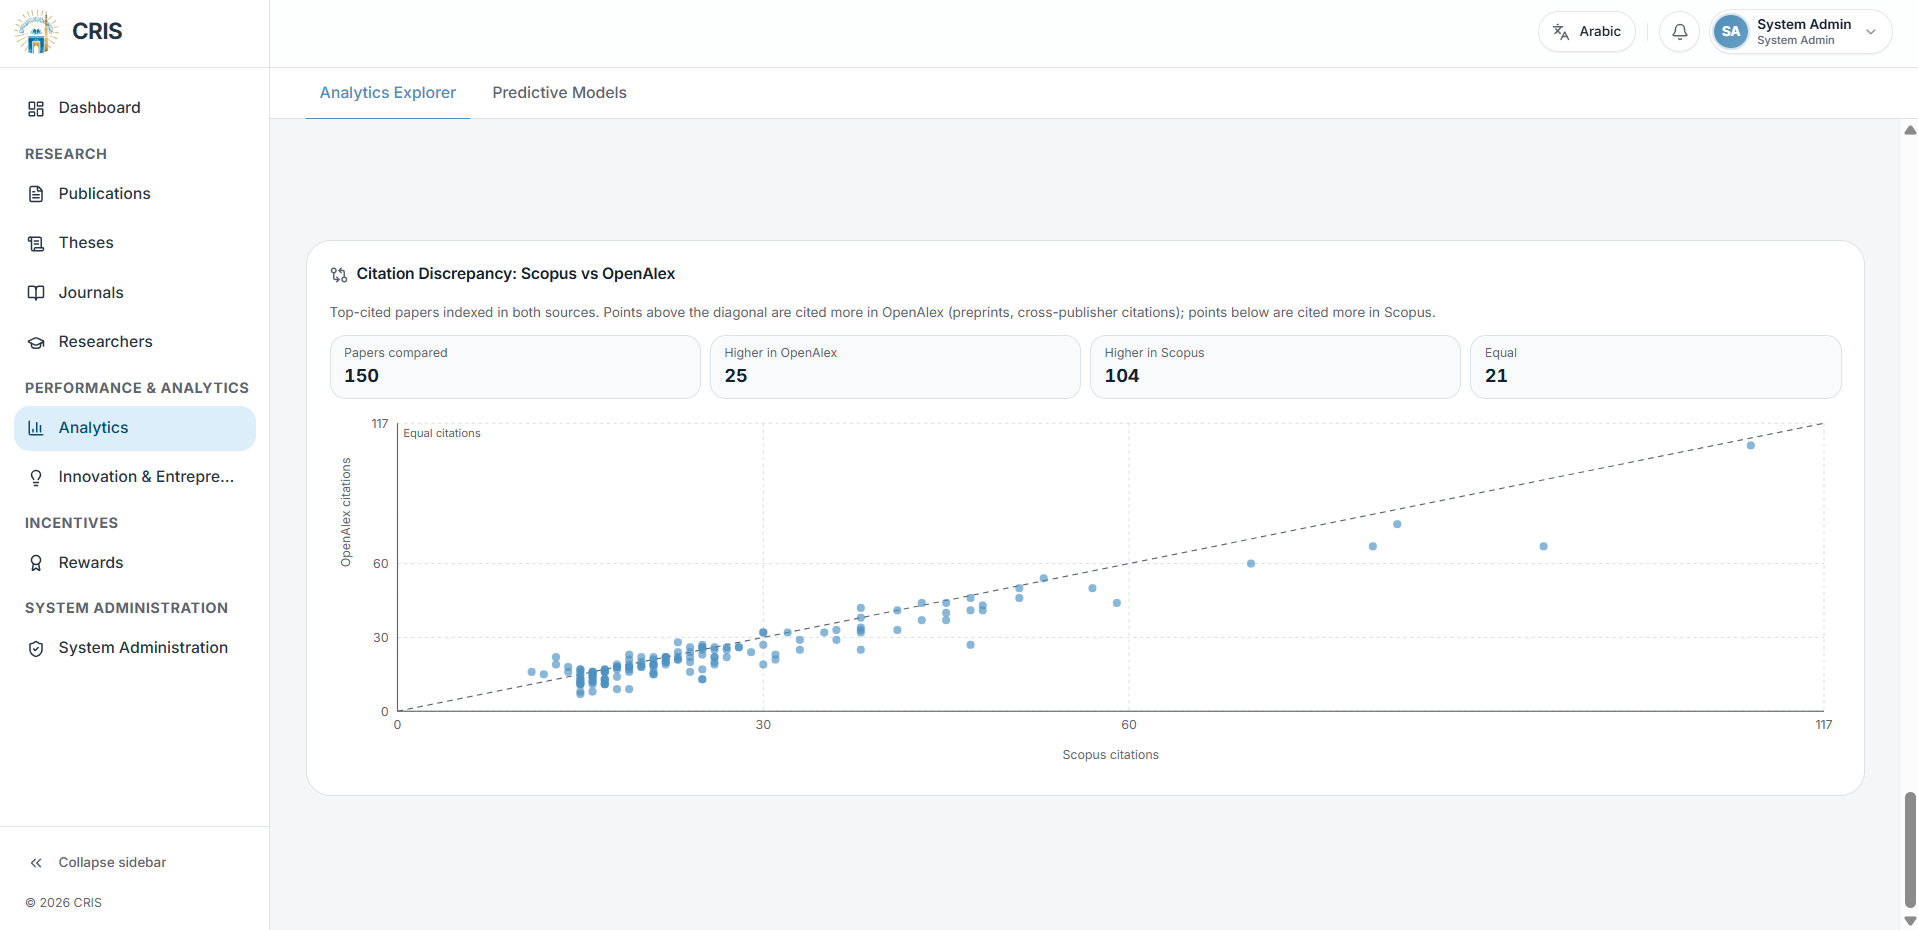 CRIS
Arabic
SA
System Admin
System Admin
Dashboard
RESEARCH
Publications
Theses
Journals
Researchers
PERFORMANCE & ANALYTICS
Analytics
Innovation & Entrepre...
INCENTIVES
Rewards
SYSTEM ADMINISTRATION
System Administration
Collapse sidebar
© 2026 CRIS
Analytics Explorer
Predictive Models
Citation Discrepancy: Scopus vs OpenAlex
Top-cited papers indexed in both sources. Points above the diagonal are cited more in OpenAlex (preprints, cross-publisher citations); points below are cited more in Scopus.
Papers compared
150
Higher in OpenAlex
25
Higher in Scopus
104
Equal
21
117
Equal citations
OpenAlex citations
60
30
0
0
30
60
117
Scopus citations